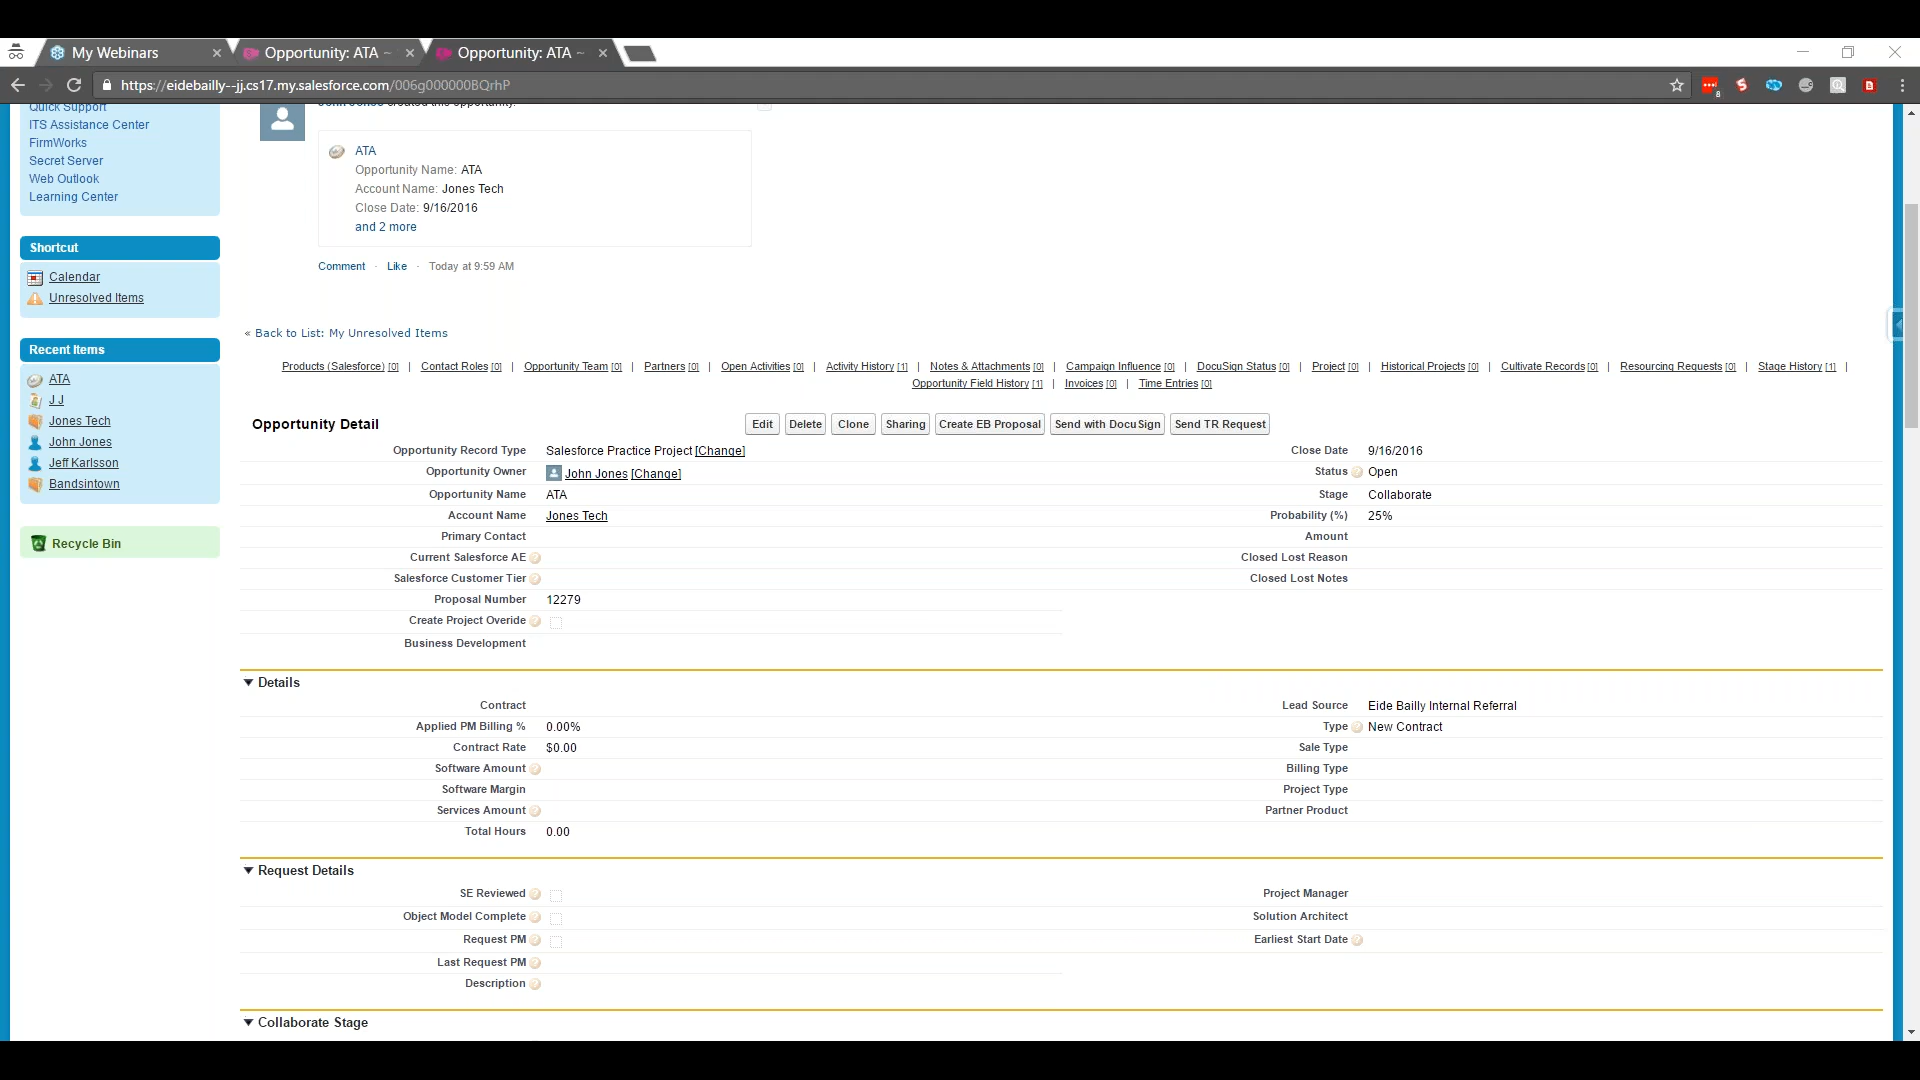 My Webinars
Opportunity: ATA ~
Opportunity: ATA ~
https://eidebailly--jj.cs17.my.salesforce.com/006g000000BQrhP
Quick Support
ITS Assistance Center
FirmWorks
Secret Server
Web Outlook
Learning Center
Shortcut
Calendar
Unresolved Items
Recent Items
ATA
J J
Jones Tech
John Jones
Jeff Karlsson
Bandsintown
Recycle Bin
John Jones created this opportunity.
ATA
Opportunity Name: ATA
Account Name: Jones Tech
Close Date: 9/16/2016
and 2 more
Comment · Like · Today at 9:59 AM
« Back to List: My Unresolved Items
Products (Salesforce) [0] | Contact Roles [0] | Opportunity Team [0] | Partners [0] | Open Activities [0] | Activity History [1] | Notes & Attachments [0] | Campaign Influence [0] | DocuSign Status [0] | Project [0] | Historical Projects [0] | Cultivate Records [0] | Resourcing Requests [0] | Stage History [1] |
Opportunity Field History [1] | Invoices [0] | Time Entries [0]
Opportunity Detail
Edit Delete Clone Sharing Create EB Proposal Send with DocuSign Send TR Request
Opportunity Record Type Salesforce Practice Project [Change] Close Date 9/16/2016
Opportunity Owner John Jones [Change] Status Open
Opportunity Name ATA Stage Collaborate
Account Name Jones Tech Probability (%) 25%
Primary Contact Amount
Current Salesforce AE Closed Lost Reason
Salesforce Customer Tier Closed Lost Notes
Proposal Number 12279
Create Project Overide
Business Development
Details
Contract Lead Source Eide Bailly Internal Referral
Applied PM Billing % 0.00% Type New Contract
Contract Rate $0.00 Sale Type
Software Amount Billing Type
Software Margin Project Type
Services Amount Partner Product
Total Hours 0.00
Request Details
SE Reviewed Project Manager
Object Model Complete Solution Architect
Request PM Earliest Start Date
Last Request PM
Description
Collaborate Stage